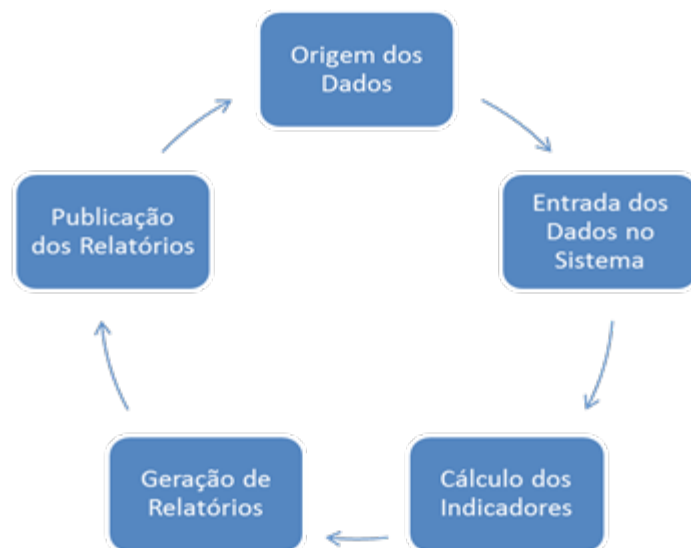 Origem dos
Dados
Entrada dos
Dados no
Sistema
Cálculo dos
Indicadores
Geração de
Relatórios
Publicação
dos Relatórios